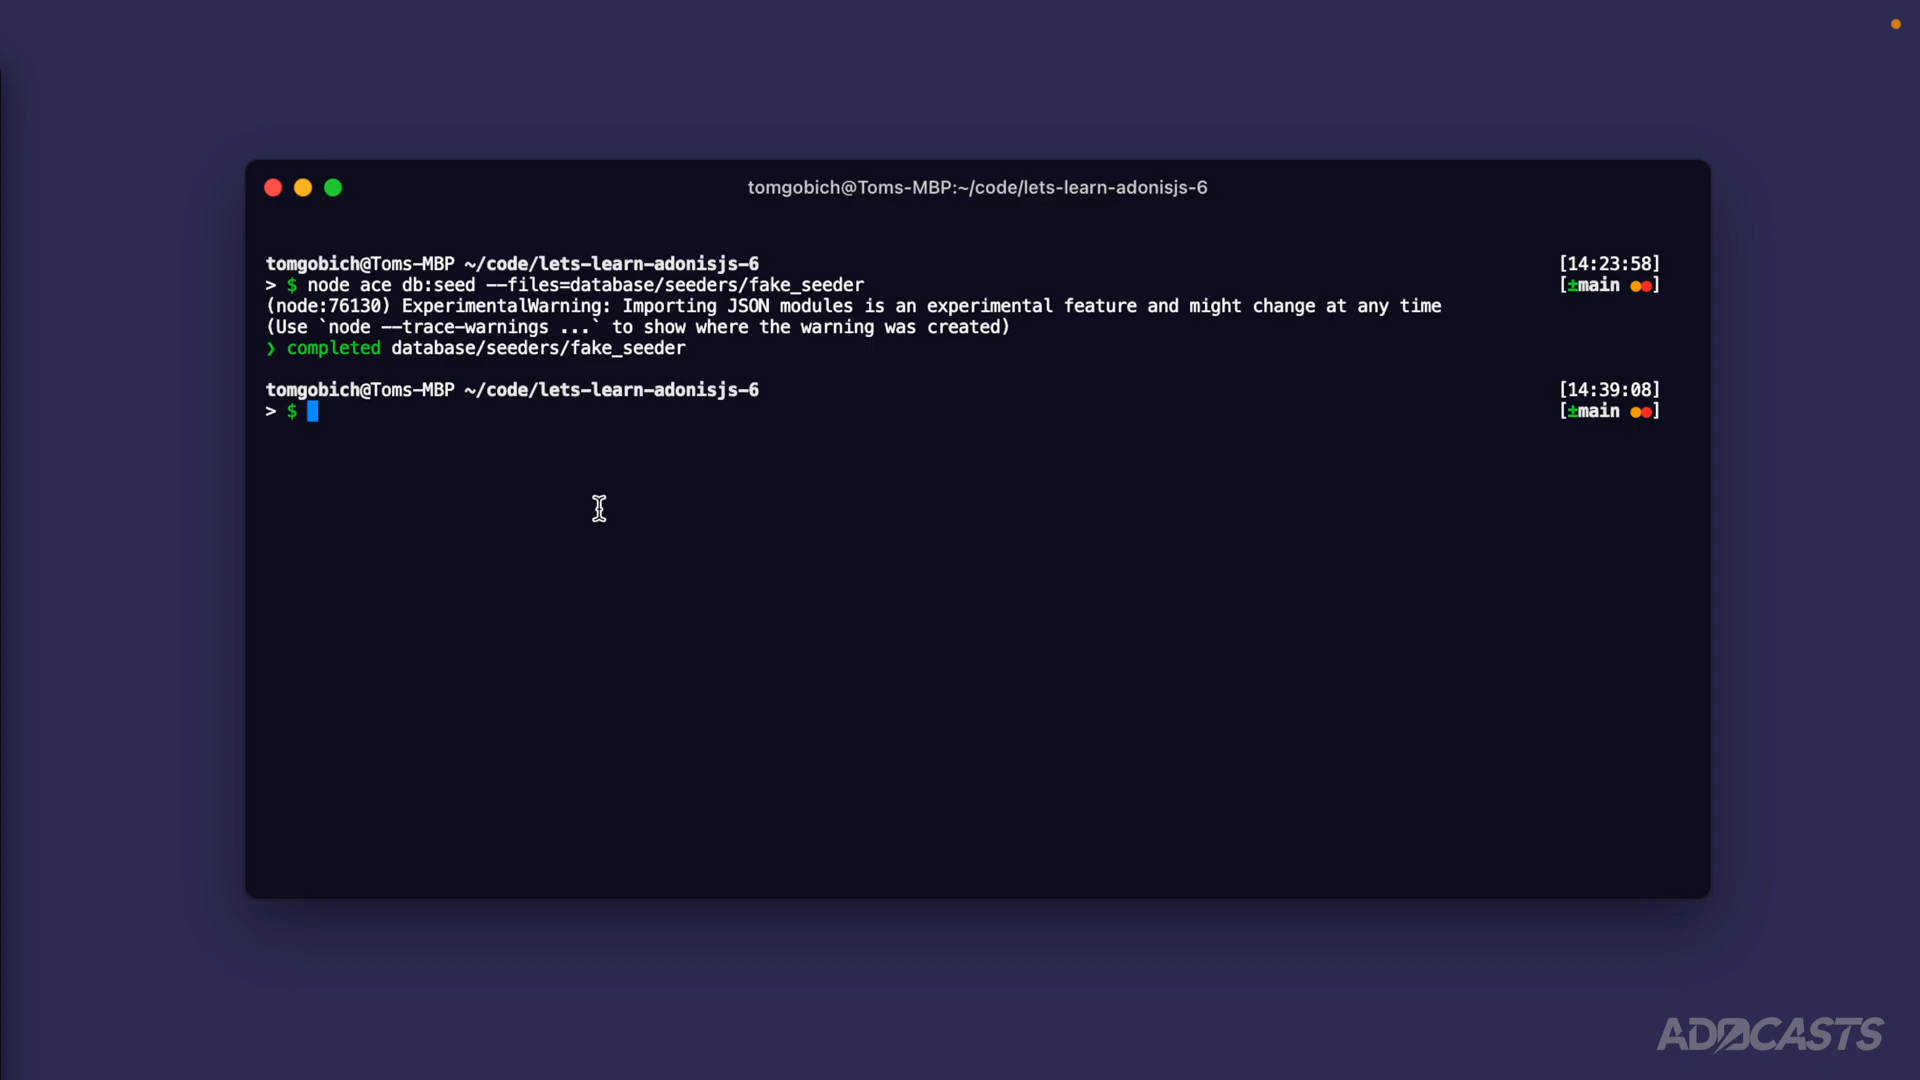 tomgobich@Toms-MBP:~/code/lets-learn-adonisjs-6
tomgobich@Toms-MBP ~/code/lets-learn-adonisjs-6 [14:23:58]
> $ node ace db:seed --files=database/seeders/fake_seeder [±main ●●]
(node:76130) ExperimentalWarning: Importing JSON modules is an experimental feature and might change at any time
(Use `node --trace-warnings ...` to show where the warning was created)
❯ completed database/seeders/fake_seeder
tomgobich@Toms-MBP ~/code/lets-learn-adonisjs-6 [14:39:08]
> $ [±main ●●]
ADOCASTS